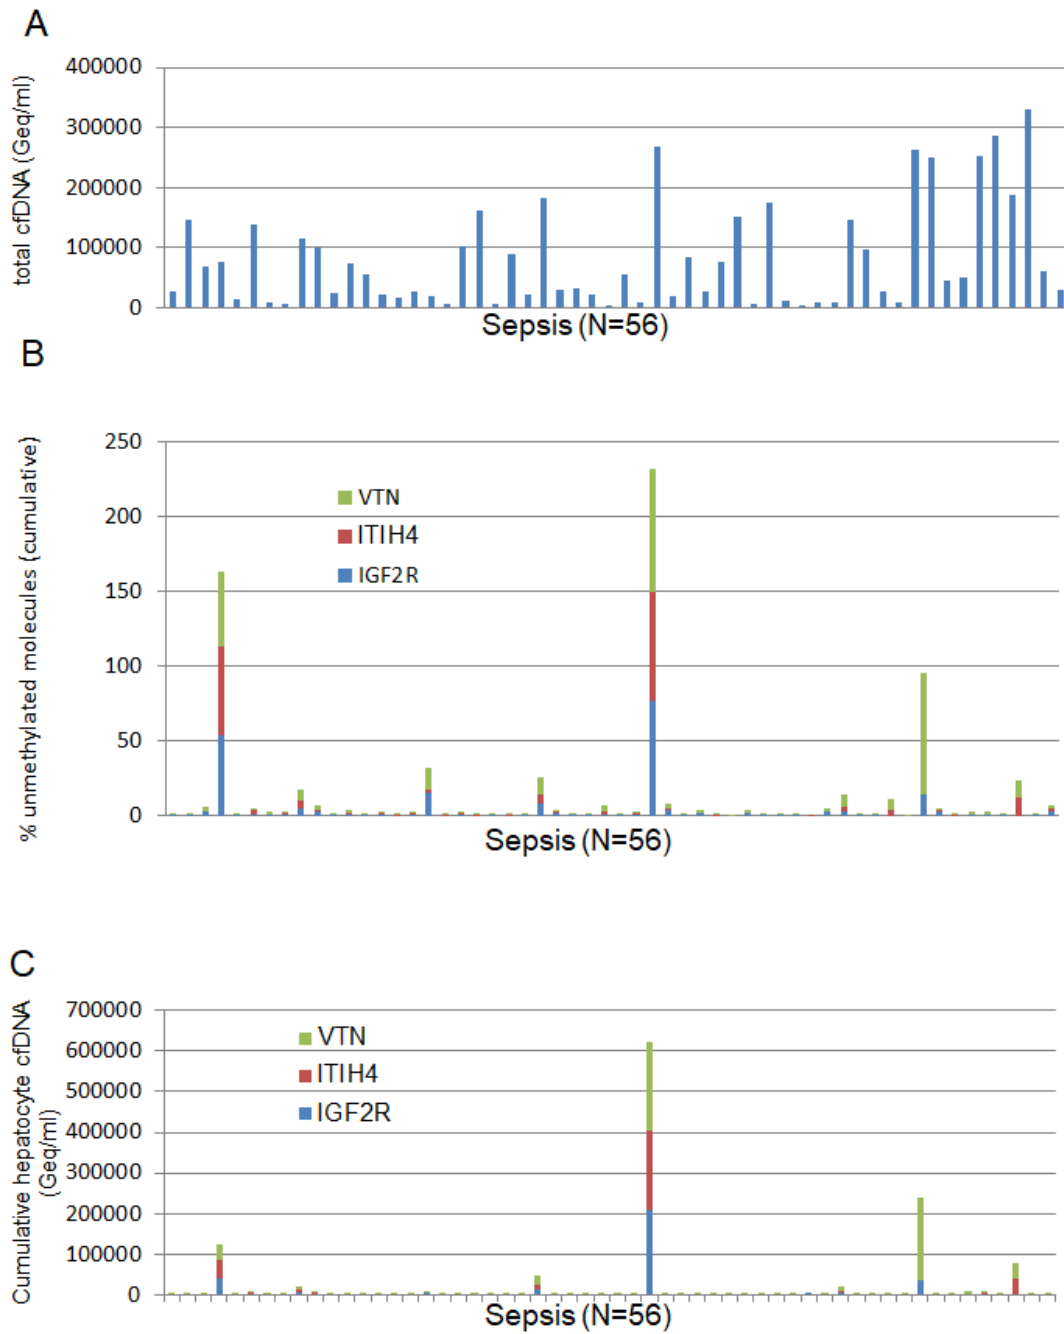 A
total cfDNA (Geq/ml)
400000
300000
200000
100000
0
Sepsis (N=56)
B
% unmethylated molecules (cumulative)
250
200
150
100
50
0
VTN
ITIH4
IGF2R
Sepsis (N=56)
C
Cumulative hepatocyte cfDNA
(Geq/ml)
700000
600000
500000
400000
300000
200000
100000
0
VTN
ITIH4
IGF2R
Sepsis (N=56)